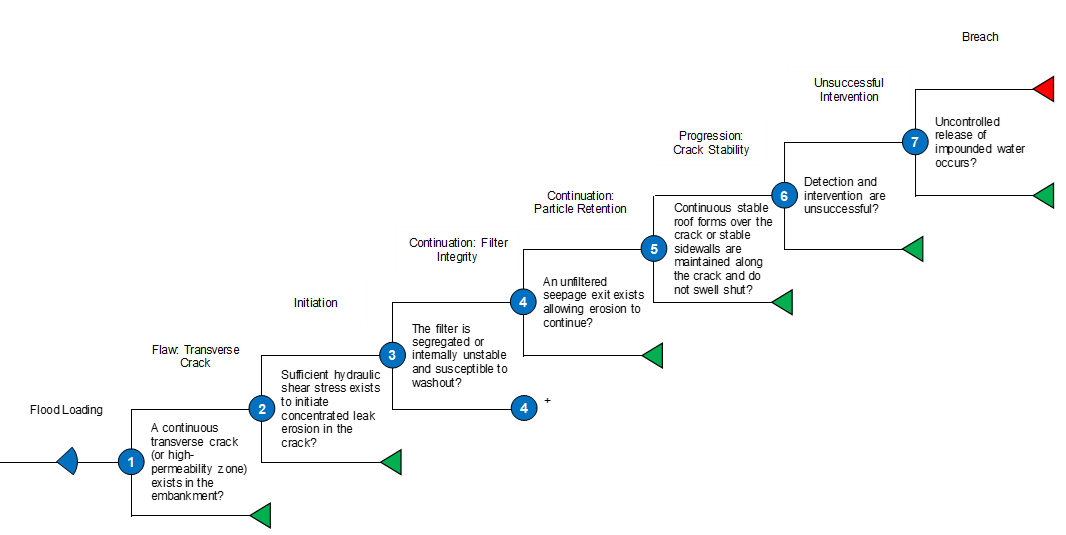 Breach
Unsuccessful
Intervention
7
Uncontrolled
release of
impounded water
occurs?
Progression:
Crack Stability
6
Detection and
intervention are
unsuccessful?
Continuation:
Particle Retention
5
Continuous stable
roof forms over the
crack or stable
sidewalls are
maintained along
the crack and do
not swell shut?
Continuation: Filter
Integrity
4
An unfiltered
seepage exit exists
allowing erosion to
continue?
Initiation
3
The filter is
segregated or
internally unstable
and susceptible to
washout?
4 +
Flaw: Transverse
Crack
2
Sufficient hydraulic
shear stress exists
to initiate
concentrated leak
erosion in the
crack?
Flood Loading
1
A continuous
transverse crack
(or high-
permeability zone)
exists in the
embankment?